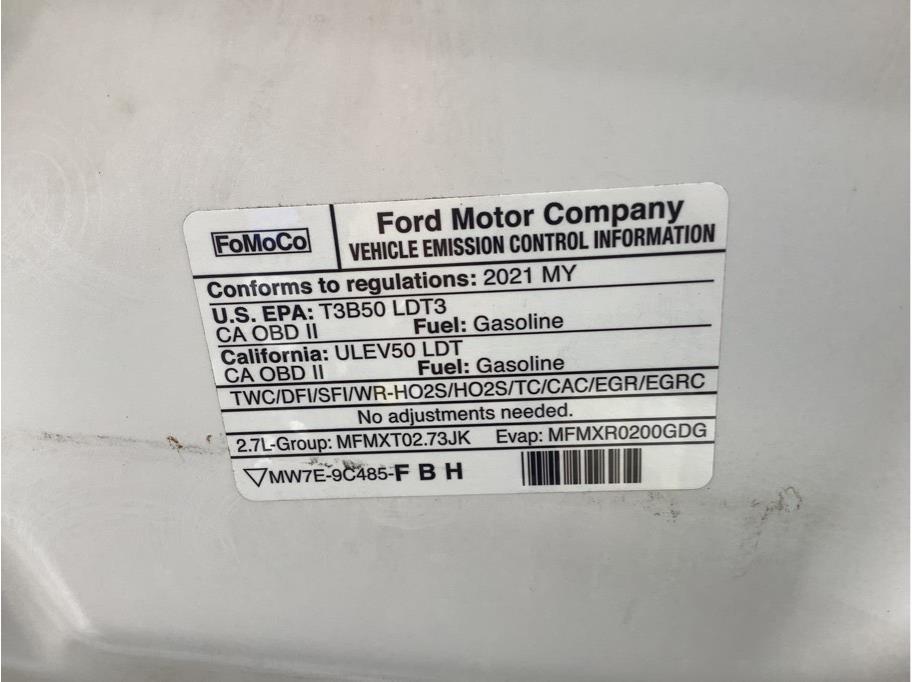 FoMoCo
Ford Motor Company
VEHICLE EMISSION CONTROL INFORMATION
Conforms to regulations: 2021 MY
U.S. EPA: T3B50 LDT3
CA OBD II Fuel: Gasoline
California: ULEV50 LDT
CA OBD II Fuel: Gasoline
TWC/DFI/SFI/WR-HO2S/HO2S/TC/CAC/EGR/EGRC
No adjustments needed.
2.7L-Group: MFMXT02.73JK Evap: MFMXR0200GDG
MW7E-9C485-F B H